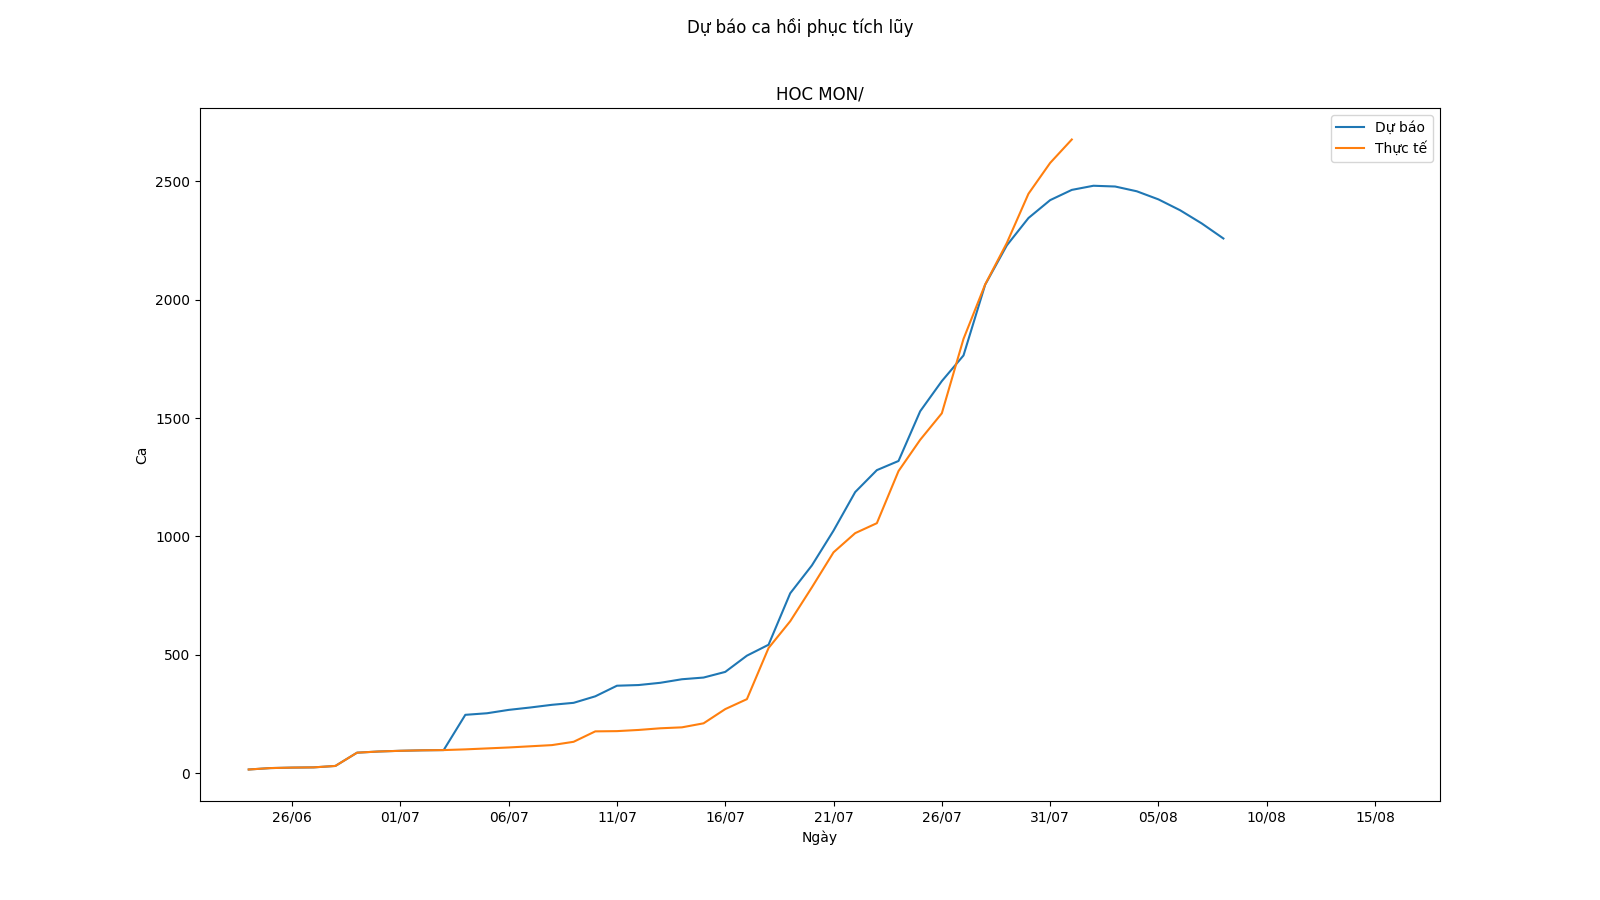 Dự báo ca hồi phục tích lũy
HOC MON/
Dự báo
Thực tế
2500
2000
1500
1000
500
0
Ca
26/06 01/07 06/07 11/07 16/07 21/07 26/07 31/07 05/08 10/08 15/08
Ngày